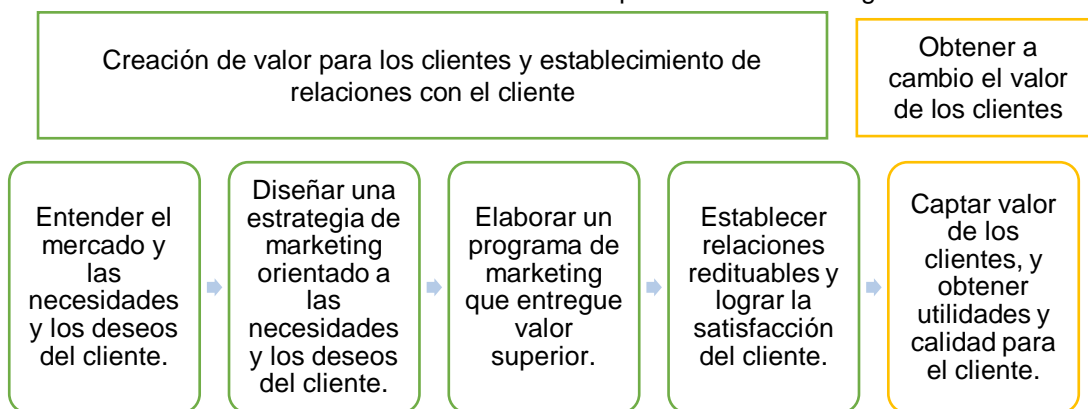 Creación de valor para los clientes y establecimiento de
relaciones con el cliente
Obtener a
cambio el valor
de los clientes
Entender el
mercado y
las
necesidades
y los deseos
del cliente.
Diseñar una
estrategia de
marketing
orientado a
las
necesidades
y los deseos
del cliente.
Elaborar un
programa de
marketing
que entregue
valor
superior.
Establecer
relaciones
redituables y
lograr la
satisfacción
del cliente.
Captar valor
de los
clientes, y
obtener
utilidades y
calidad para
el cliente.